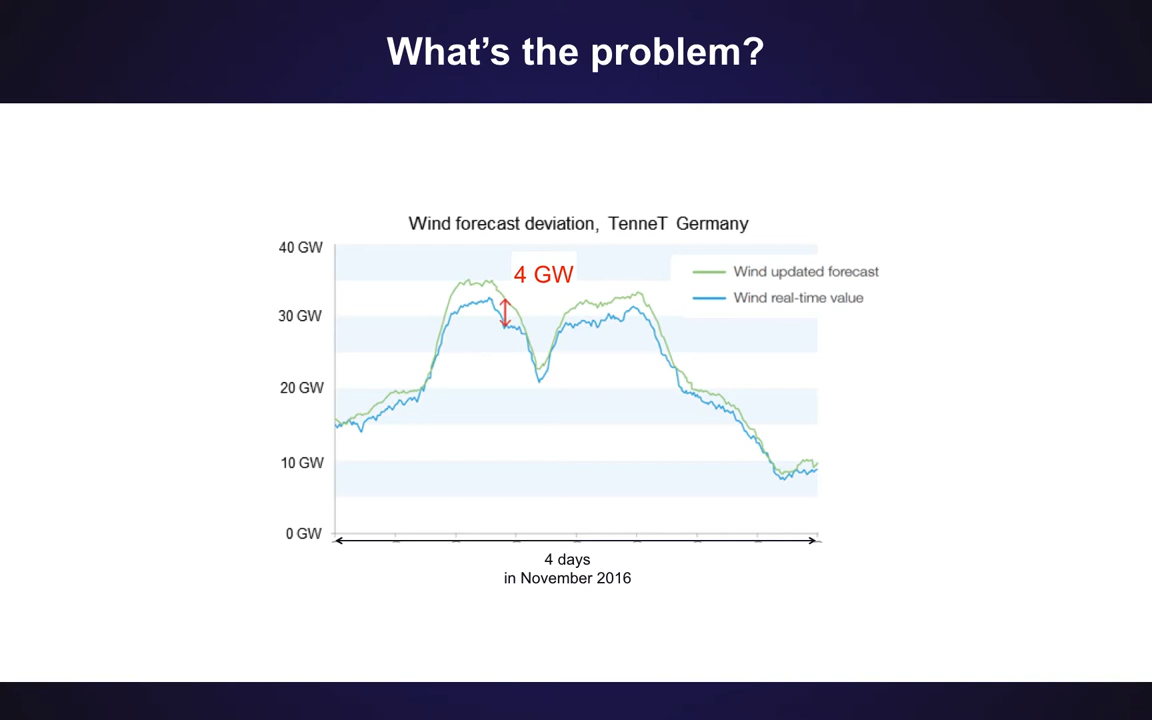 What’s the problem?
Wind forecast deviation, TenneT Germany
40 GW
4 GW
Wind updated forecast
Wind real-time value
30 GW
20 GW
10 GW
0 GW
4 days
in November 2016